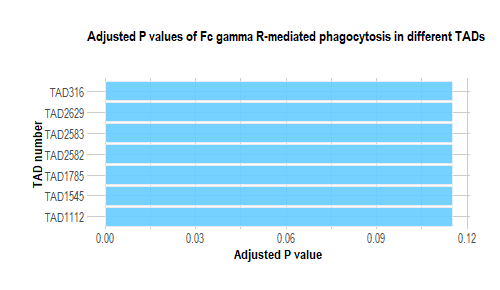 Adjusted P values of Fc gamma R-mediated phagocytosis in different TADs
TAD number
TAD316
TAD2629
TAD2583
TAD2582
TAD1785
TAD1545
TAD1112
0.00 0.03 0.06 0.09 0.12
Adjusted P value